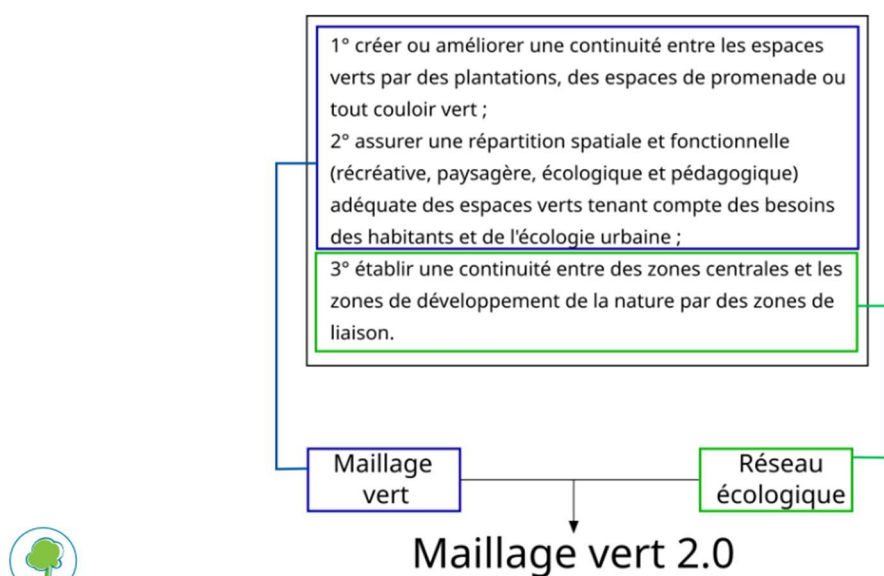 1° créer ou améliorer une continuité entre les espaces
verts par des plantations, des espaces de promenade ou
tout couloir vert ;
2° assurer une répartition spatiale et fonctionnelle
(récréative, paysagère, écologique et pédagogique)
adéquate des espaces verts tenant compte des besoins
des habitants et de l'écologie urbaine ;
3° établir une continuité entre des zones centrales et les
zones de développement de la nature par des zones de
liaison.
Maillage
vert
Réseau
écologique
Maillage vert 2.0